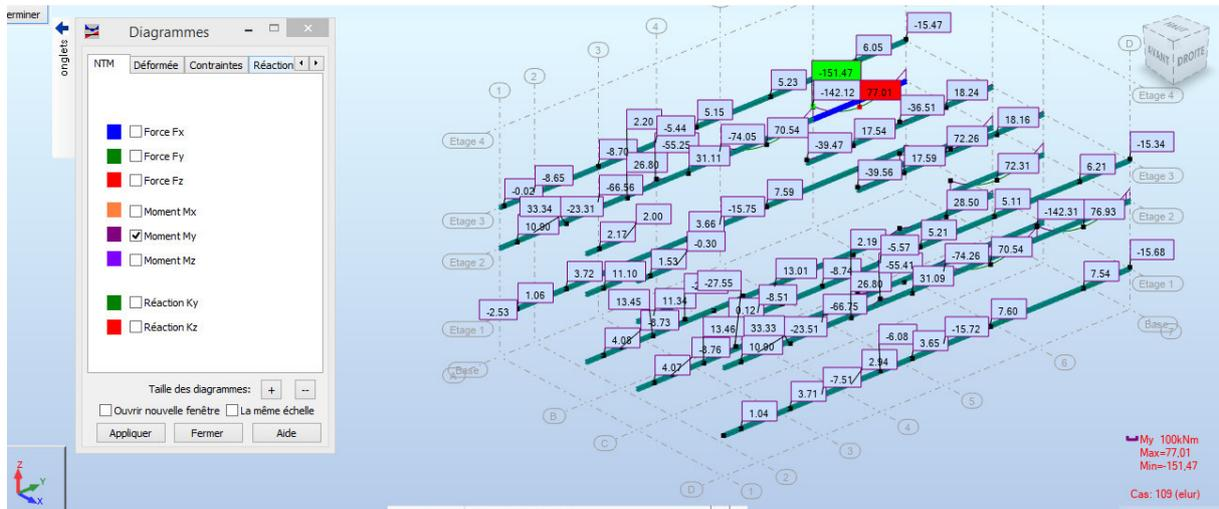 erminer
onglets
Diagrammes
NTM Déformée Contraintes Réaction
Force Fx
Force Fy
Force Fz
Moment Mx
Moment My
Moment Mz
Réaction Ky
Réaction Kz
Taille des diagrammes: + --
Ouvrir nouvelle fenêtre La même échelle
Appliquer Fermer Aide
HAUT
AVANT DROITE
1 2 3 4 D
Etage 4
Etage 3
Etage 2
Etage 1
Base
Etage 4
Etage 3
Etage 2
Etage 1
Base
A B C D
1 2 3 4 5 6 7
-15.47
6.05
-151.47
-142.12 77.01
5.23
18.24
-36.51
5.15
2.20
-5.44
-55.25
-74.05
70.54
17.54
-39.47
18.16
72.26
-8.70
26.80
31.11
17.59
-39.56
72.31
-15.34
6.21
-8.65
-0.02
-66.56
7.59
33.34
-23.31
10.90
2.00
2.17
3.66
-15.75
-0.30
28.50
5.11
-142.31 76.93
5.21
2.19
-5.57
-55.41
-74.26
70.54
-15.68
7.54
3.72
11.10
1.53
13.01
-8.74
26.80
31.09
1.06
-2.53
13.45
11.34
-27.55
-8.51
0.12
-66.75
7.60
-8.73
4.08
13.46
33.33
-23.51
-8.76
10.90
4.07
-15.72
-6.08
3.65
2.94
-7.51
3.71
1.04
My 100kNm
Max=77,01
Min=-151,47
Cas: 109 (elur)
Z
Y
X